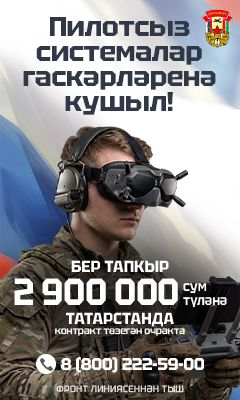 Пилотсыз
системалар
гаскәрләренә
кушыл!
БЕР ТАПКЫР
2 900 000 сум
түләнә
ТАТАРСТАНДА
контракт төзегән очракта
8 (800) 222-59-00
ФРОНТ ЛИНИЯСЕННӘН ТЫШ